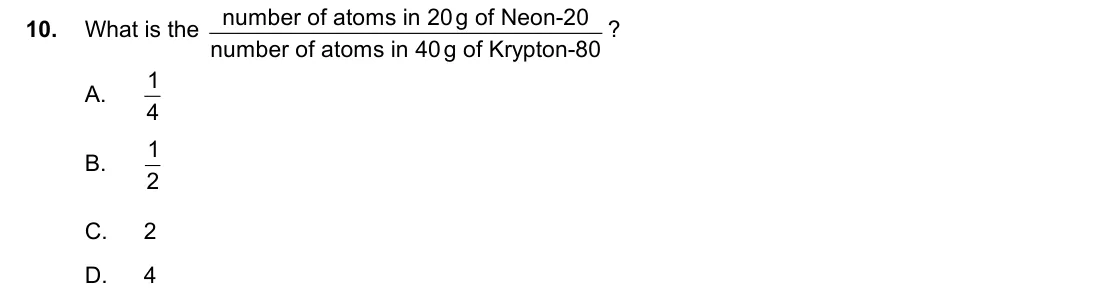 10. What is the number of atoms in 20 g of Neon-20 / number of atoms in 40 g of Krypton-80 ?
A. 1/4
B. 1/2
C. 2
D. 4